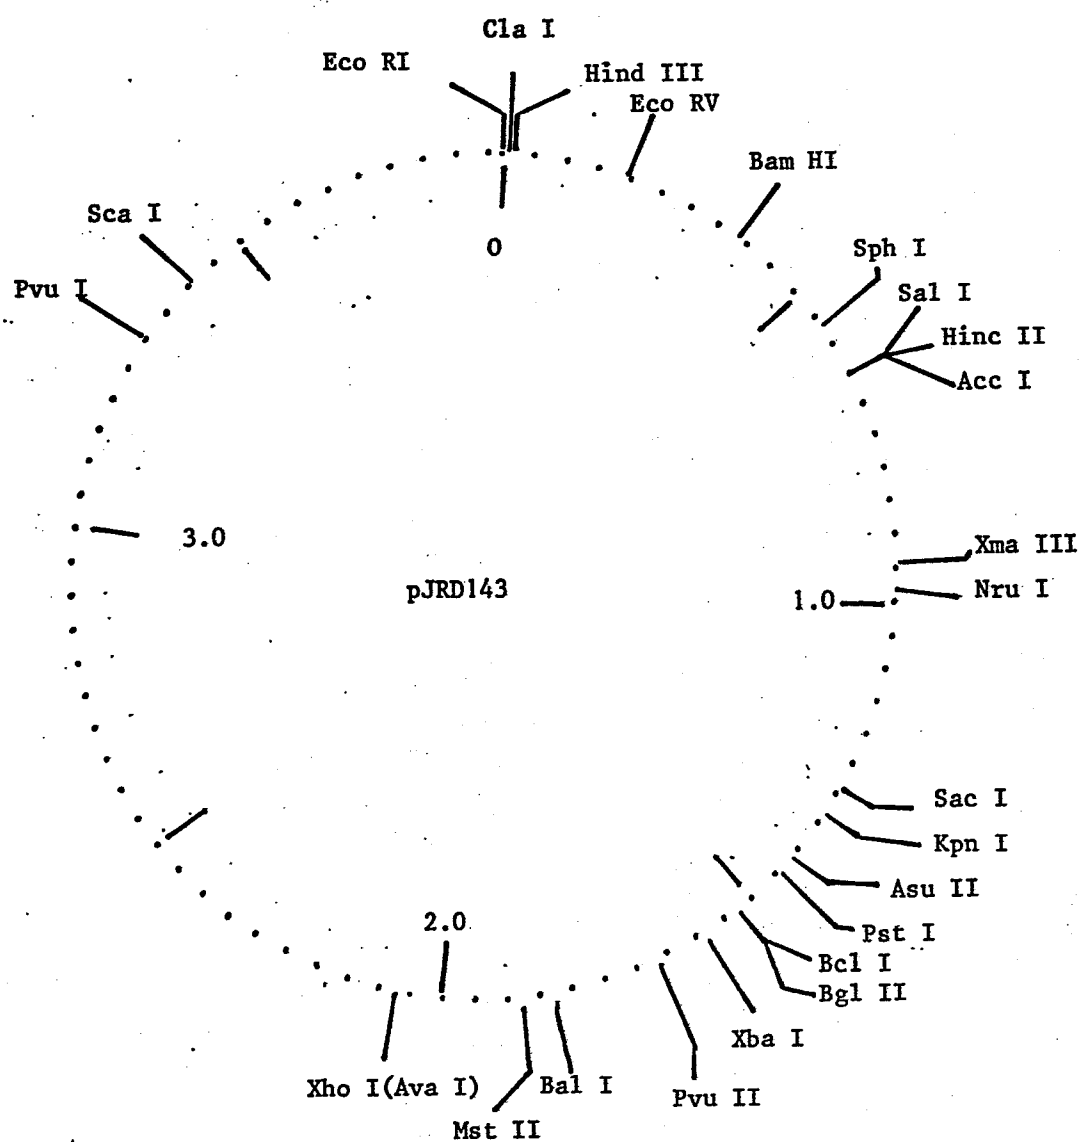 Cla I
Eco RI
Hind III
Eco RV
Bam HI
Sca I
Sph I
0
Pvu I
Sal I
Hinc II
Acc I
3.0
Xma III
pJRD143
1.0
Nru I
Sac I
Kpn I
Asu II
2.0
Pst I
Bcl I
Bgl II
Xba I
Xho I(Ava I)
Bal I
Pvu II
Mst II